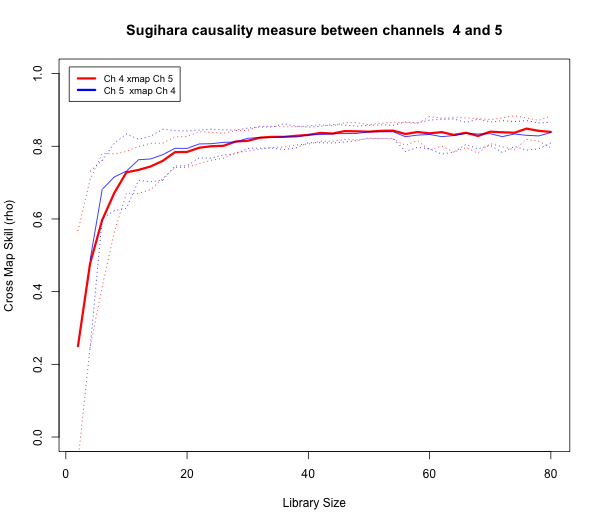 Sugihara causality measure between channels  4 and 5
Ch 4 xmap Ch 5
Ch 5  xmap Ch 4
Cross Map Skill (rho)
1.0
0.8
0.6
0.4
0.2
0.0
0 20 40 60 80
Library Size